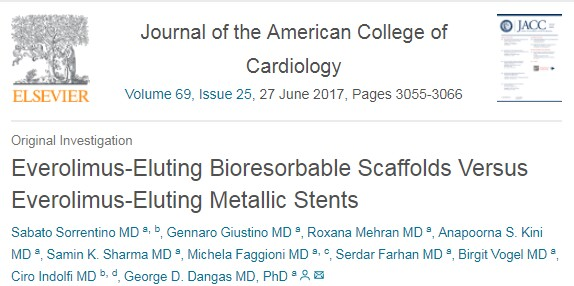 Journal of the American College of
Cardiology
ELSEVIER
Volume 69, Issue 25, 27 June 2017, Pages 3055-3066
JACC
Original Investigation
Everolimus-Eluting Bioresorbable Scaffolds Versus
Everolimus-Eluting Metallic Stents
Sabato Sorrentino MD a, b, Gennaro Giustino MD a, Roxana Mehran MD a, Anapoorna S. Kini
MD a, Samin K. Sharma MD a, Michela Faggioni MD a, c, Serdar Farhan MD a, Birgit Vogel MD a,
Ciro Indolfi MD b, d, George D. Dangas MD, PhD a